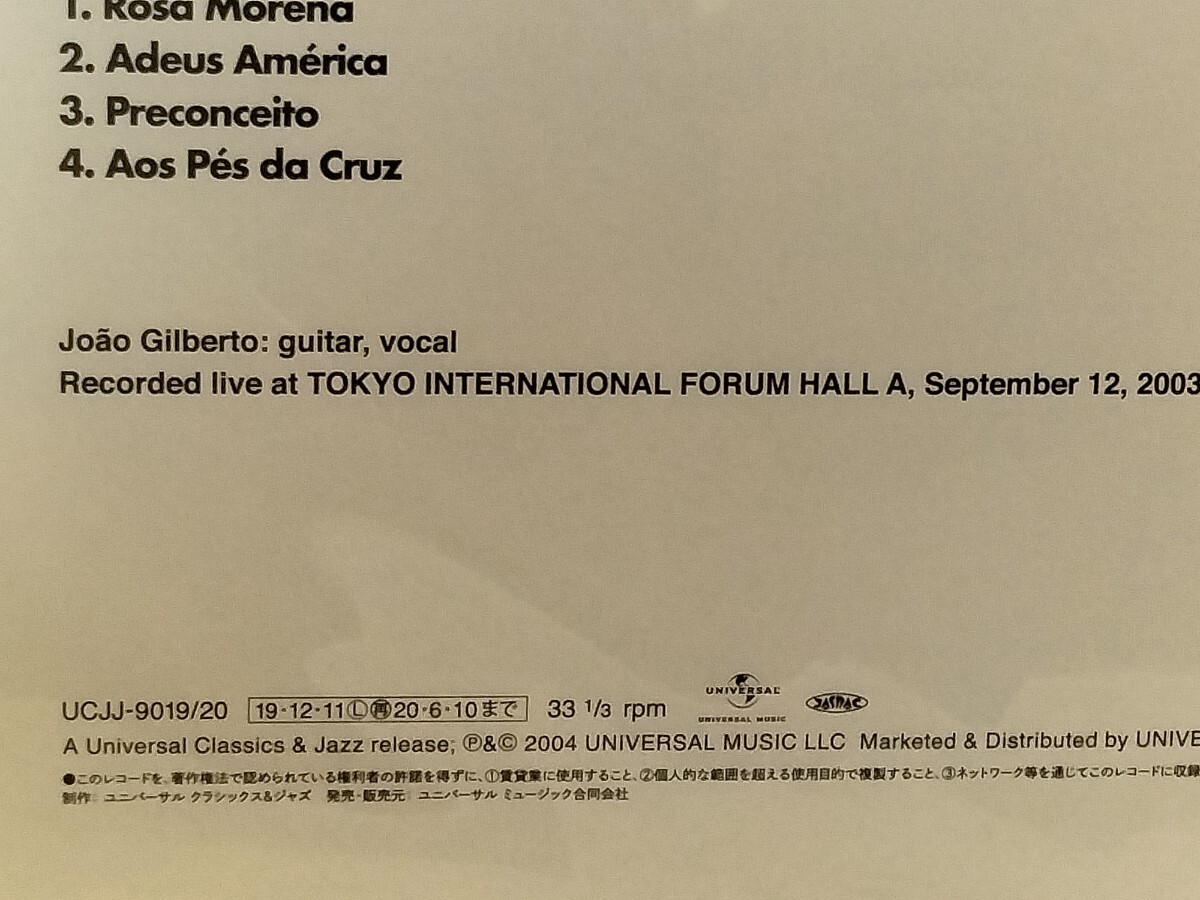 1. Rosa Morena
2. Adeus América
3. Preconceito
4. Aos Pés da Cruz
João Gilberto: guitar, vocal
Recorded live at TOKYO INTERNATIONAL FORUM HALL A, September 12, 2003
UCJJ-9019/20 19・12・11Ⓛ㊢20・6・10まで 33 1/3 rpm UNIVERSAL UNIVERSAL MUSIC JASRAC
A Universal Classics & Jazz release; Ⓟ&© 2004 UNIVERSAL MUSIC LLC Marketed & Distributed by UNIVE
●このレコードを、著作権法で認められている権利者の許諾を得ずに、①賃貸業に使用すること、②個人的な範囲を超える使用目的で複製すること、③ネットワーク等を通じてこのレコードに収録
制作 ユニバーサル クラシックス&ジャズ 発売・販売元 ユニバーサル ミュージック合同会社